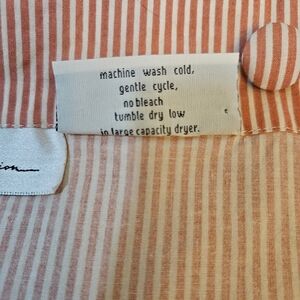 machine wash cold,
gentle cycle,
no bleach
tumble dry low
in large capacity dryer.